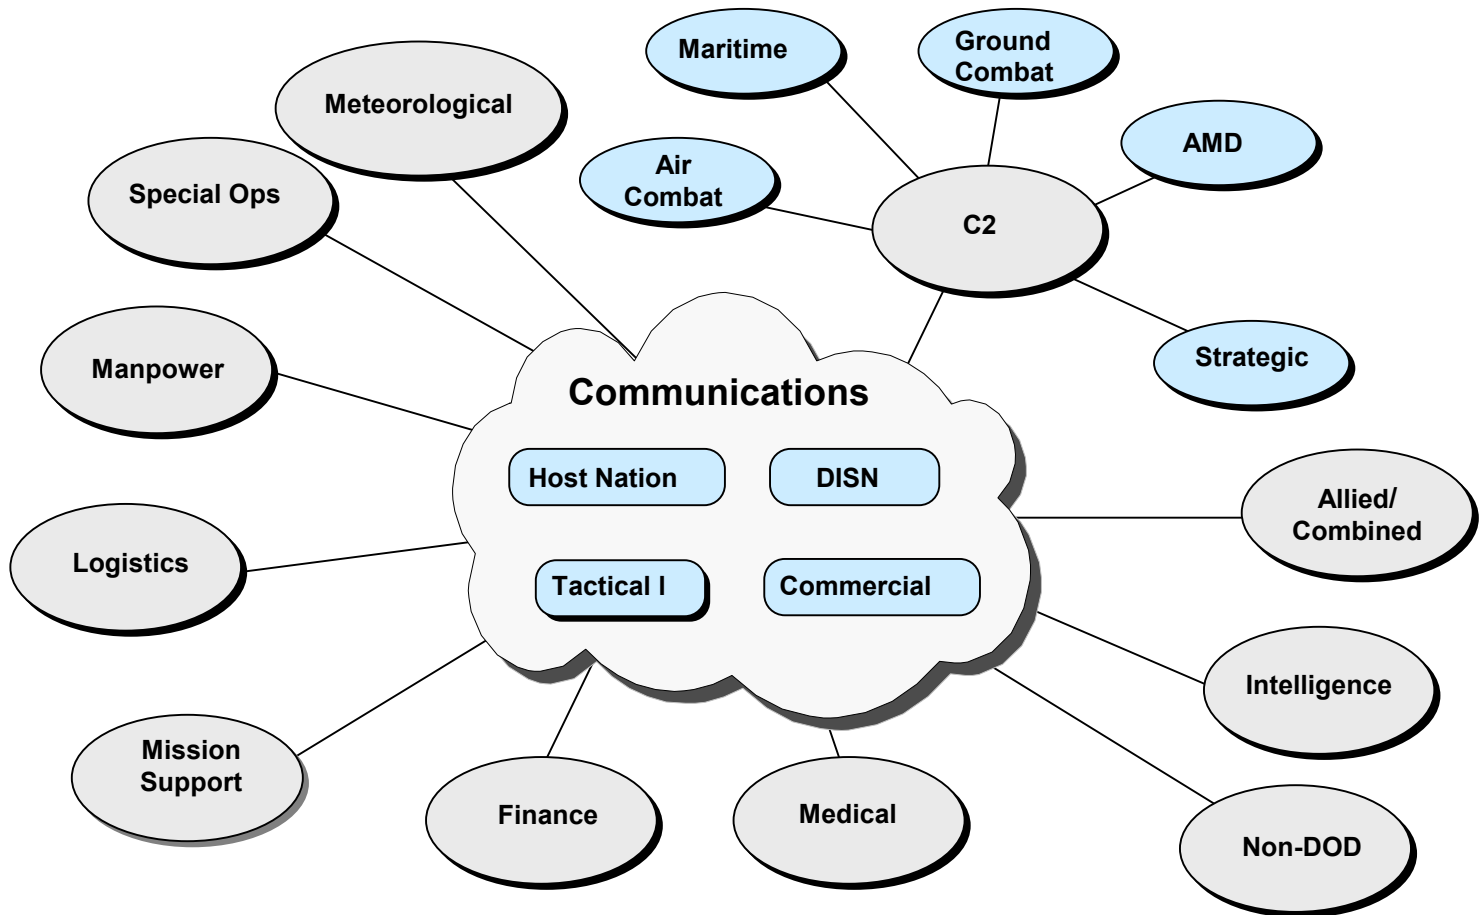 Maritime
Ground
Combat
Meteorological
AMD
Air
Combat
Special Ops
C2
Manpower
Strategic
Communications
Host Nation
DISN
Allied/
Combined
Logistics
Tactical I
Commercial
Intelligence
Mission
Support
Finance
Medical
Non-DOD